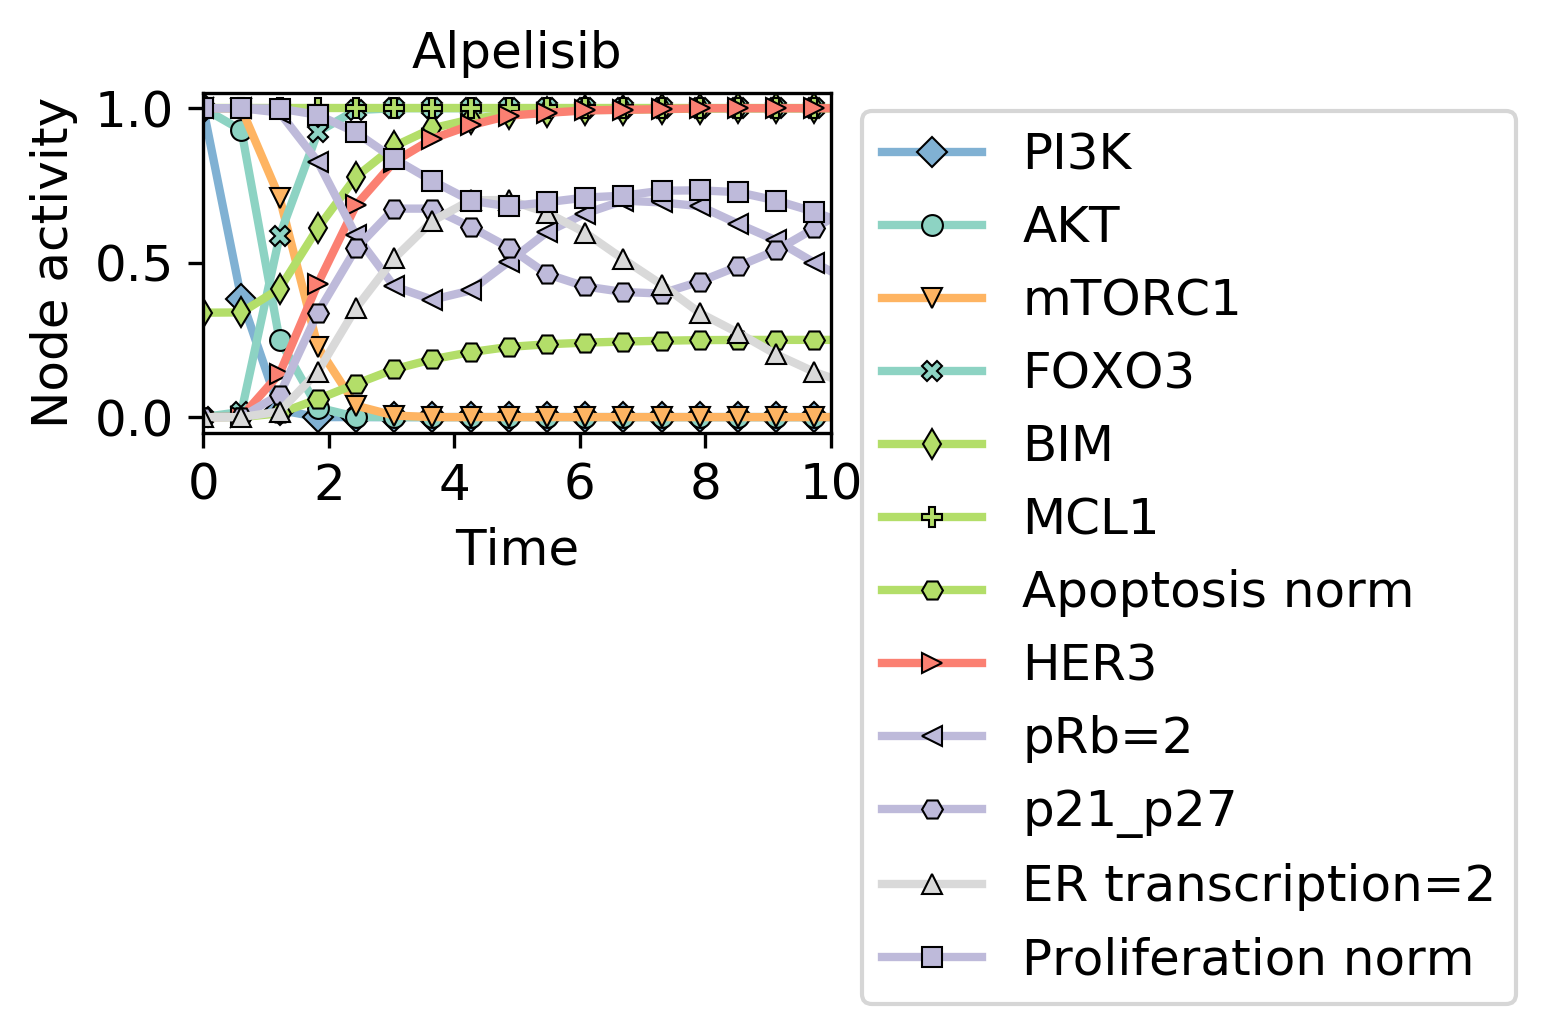 Alpelisib
Node activity
1.0
0.5
0.0
0 2 4 6 8 10
Time
PI3K
AKT
mTORC1
FOXO3
BIM
MCL1
Apoptosis norm
HER3
pRb=2
p21_p27
ER transcription=2
Proliferation norm